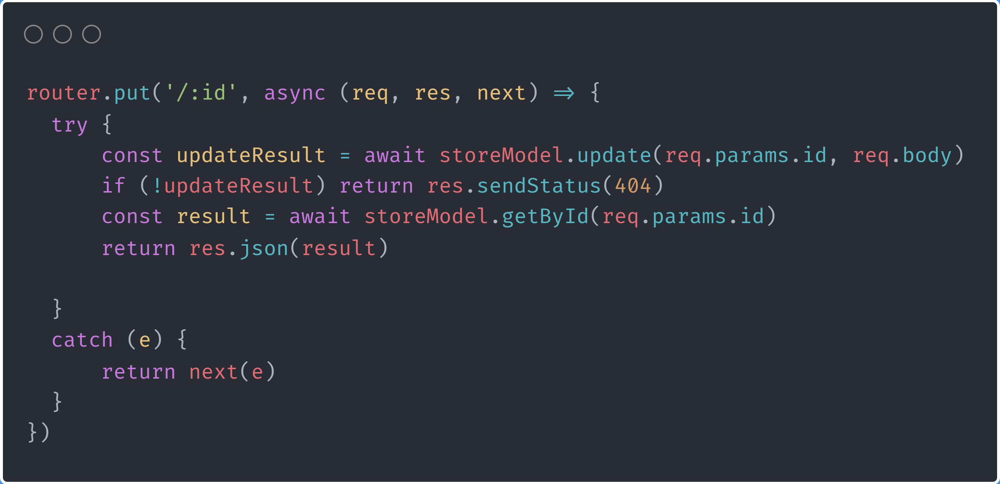 router.put('/:id', async (req, res, next) => {
  try {
      const updateResult = await storeModel.update(req.params.id, req.body)
      if (!updateResult) return res.sendStatus(404)
      const result = await storeModel.getById(req.params.id)
      return res.json(result)

  }
  catch (e) {
      return next(e)
  }
})